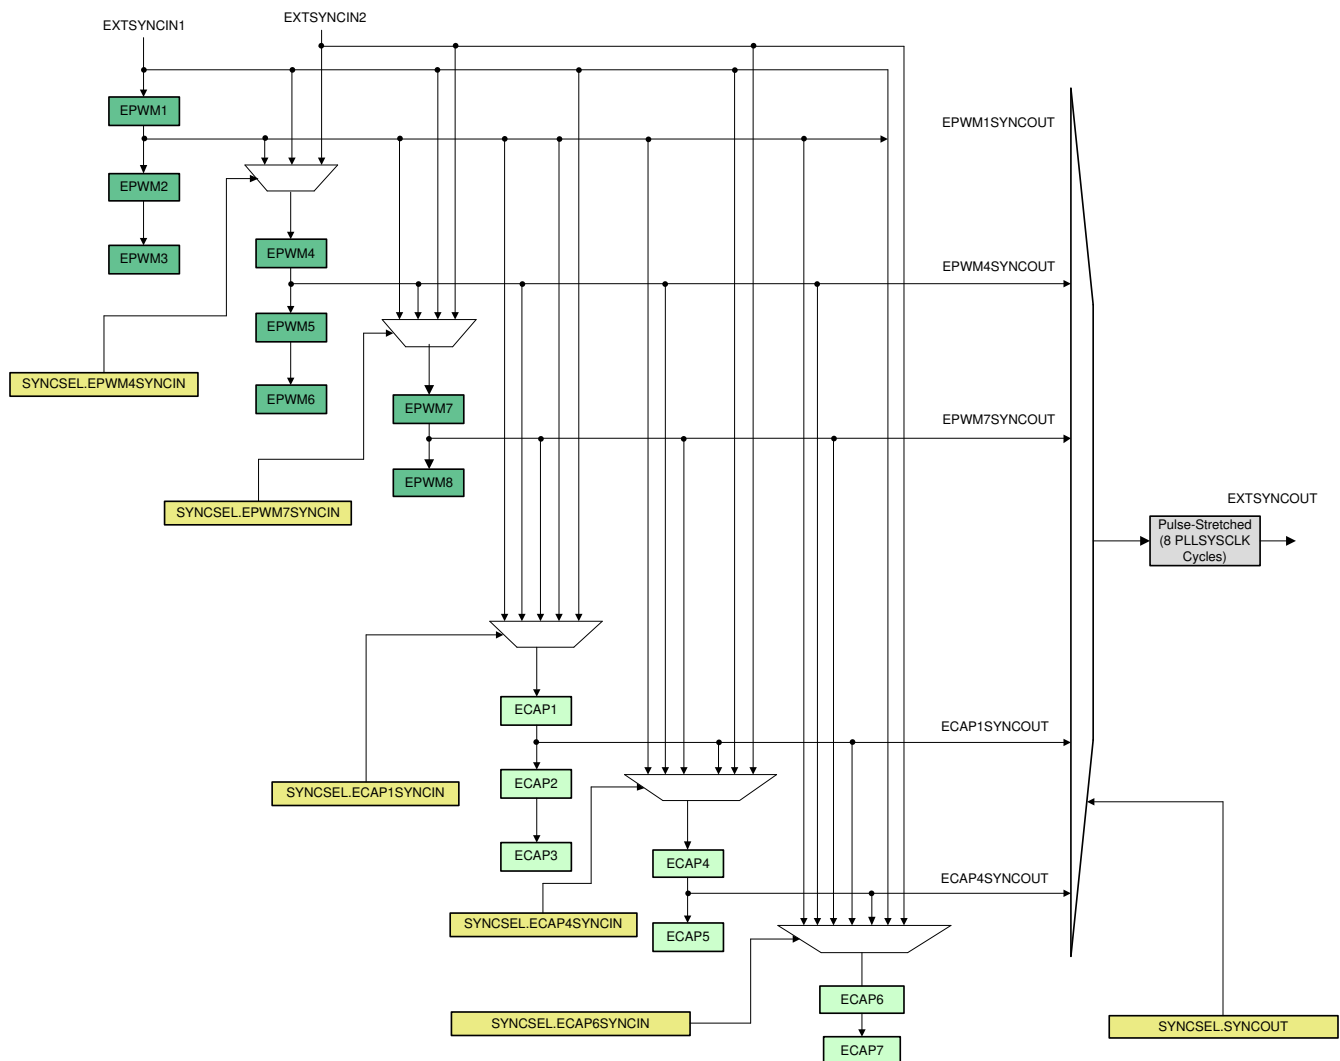 EXTSYNCIN1
EXTSYNCIN2
EPWM1
EPWM1SYNCOUT
EPWM2
EPWM3
EPWM4
EPWM4SYNCOUT
EPWM5
SYNCSEL.EPWM4SYNCIN
EPWM6
EPWM7
EPWM7SYNCOUT
EPWM8
SYNCSEL.EPWM7SYNCIN
EXTSYNCOUT
Pulse-Stretched
(8 PLLSYSCLK
Cycles)
ECAP1
ECAP1SYNCOUT
ECAP2
SYNCSEL.ECAP1SYNCIN
ECAP3
ECAP4
ECAP4SYNCOUT
SYNCSEL.ECAP4SYNCIN
ECAP5
ECAP6
SYNCSEL.ECAP6SYNCIN
SYNCSEL.SYNCOUT
ECAP7